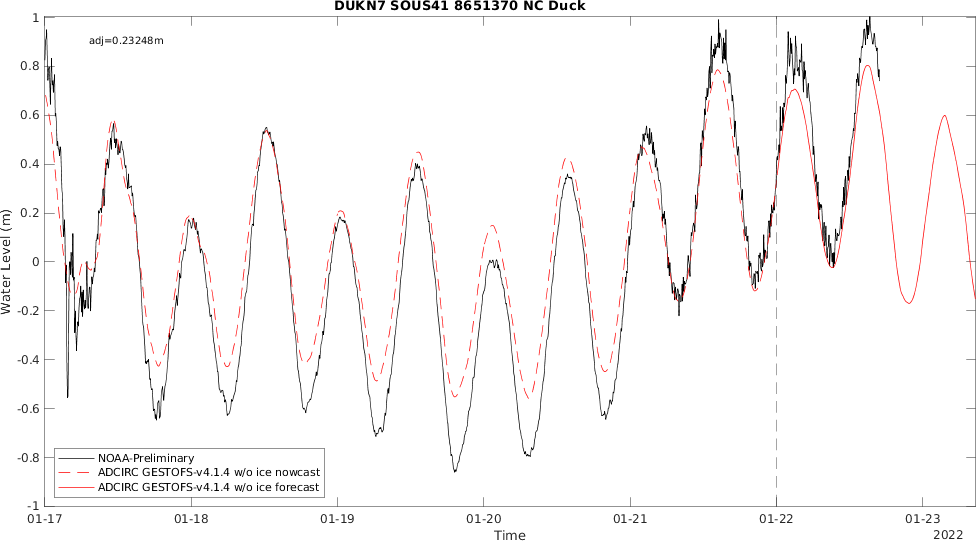 DUKN7 SOUS41 8651370 NC Duck
adj=0.23248m
1
0.8
0.6
0.4
0.2
0
-0.2
-0.4
-0.6
-0.8
-1
Water Level (m)
NOAA-Preliminary
ADCIRC GESTOFS-v4.1.4 w/o ice nowcast
ADCIRC GESTOFS-v4.1.4 w/o ice forecast
01-17 01-18 01-19 01-20 01-21 01-22 01-23
Time
2022